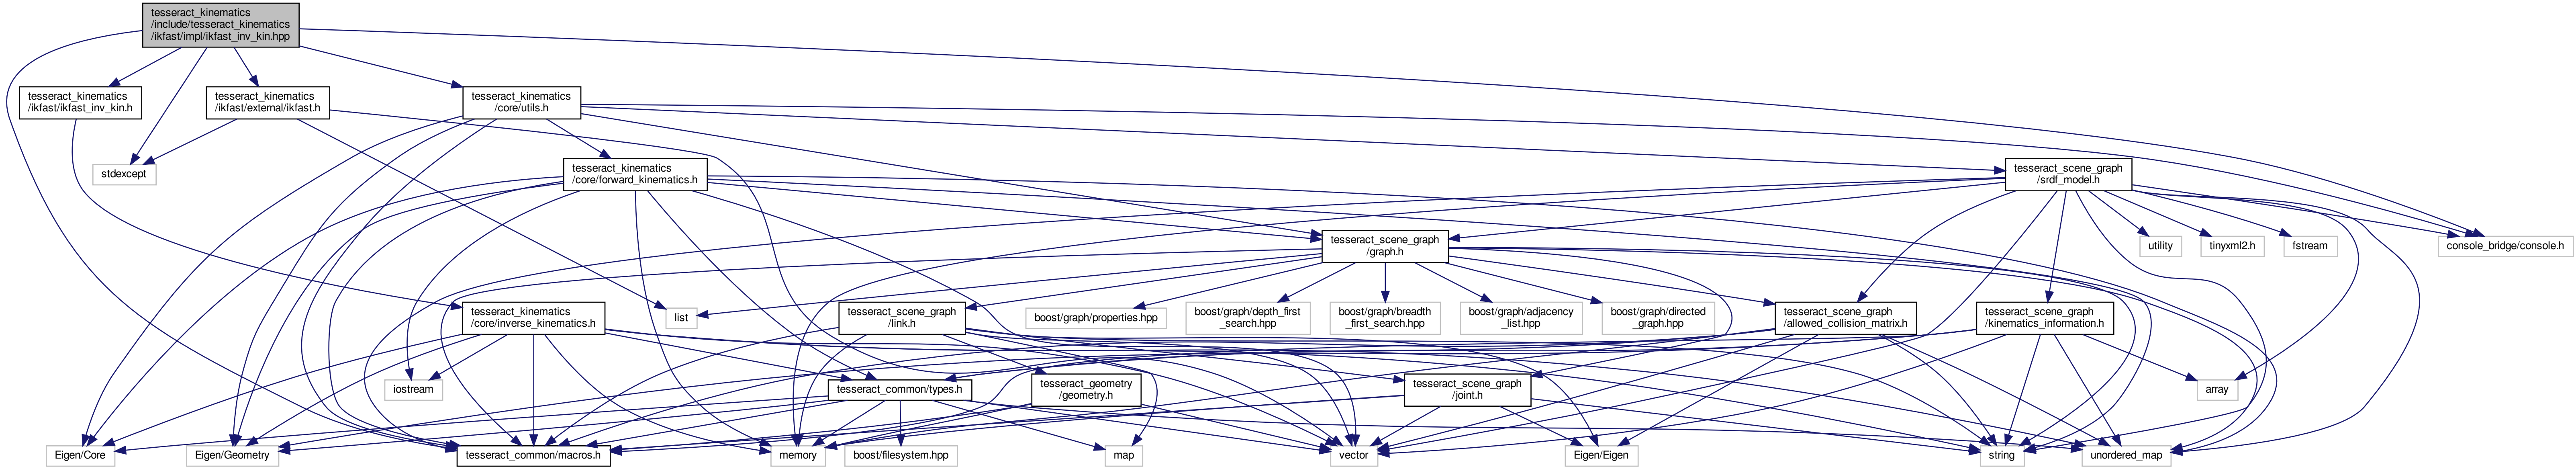 tesseract_kinematics
/include/tesseract_kinematics
/ikfast/impl/ikfast_inv_kin.hpp
tesseract_kinematics
/ikfast/ikfast_inv_kin.h
tesseract_kinematics
/ikfast/external/ikfast.h
tesseract_kinematics
/core/utils.h
stdexcept
tesseract_kinematics
/core/forward_kinematics.h
tesseract_scene_graph
/srdf_model.h
tesseract_scene_graph
/graph.h
utility
tinyxml2.h
fstream
console_bridge/console.h
tesseract_kinematics
/core/inverse_kinematics.h
list
tesseract_scene_graph
/link.h
boost/graph/properties.hpp
boost/graph/depth_first
_search.hpp
boost/graph/breadth
_first_search.hpp
boost/graph/adjacency
_list.hpp
boost/graph/directed
_graph.hpp
tesseract_scene_graph
/allowed_collision_matrix.h
tesseract_scene_graph
/kinematics_information.h
iostream
tesseract_common/types.h
tesseract_geometry
/geometry.h
tesseract_scene_graph
/joint.h
array
Eigen/Core
Eigen/Geometry
tesseract_common/macros.h
memory
boost/filesystem.hpp
map
vector
Eigen/Eigen
string
unordered_map